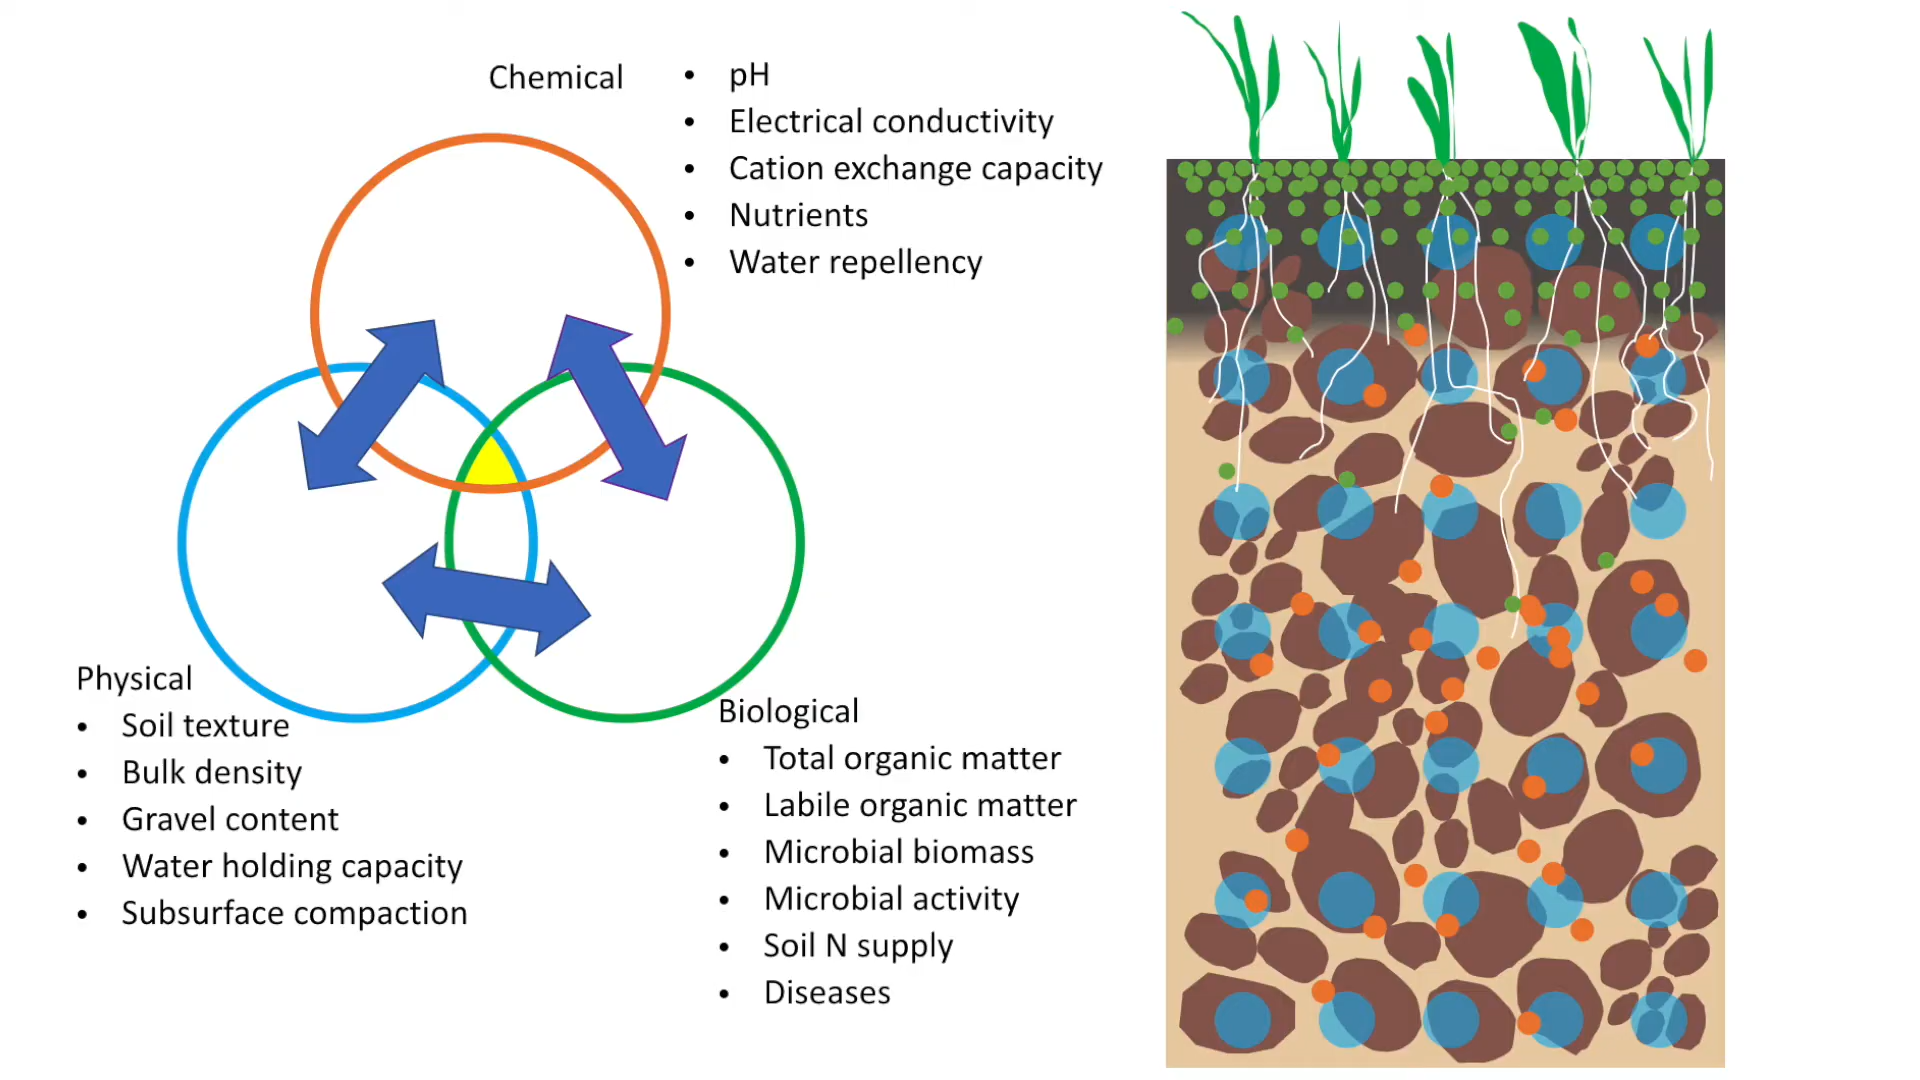 Chemical
• pH
• Electrical conductivity
• Cation exchange capacity
• Nutrients
• Water repellency
Physical
• Soil texture
• Bulk density
• Gravel content
• Water holding capacity
• Subsurface compaction
Biological
• Total organic matter
• Labile organic matter
• Microbial biomass
• Microbial activity
• Soil N supply
• Diseases